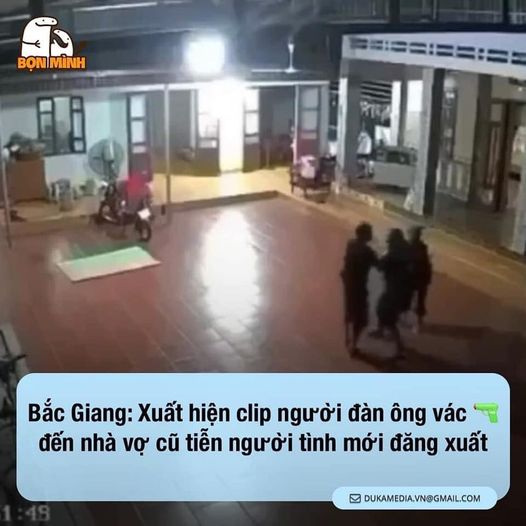 BỌN MÌNH
Bắc Giang: Xuất hiện clip người đàn ông vác 🔫
đến nhà vợ cũ tiễn người tình mới đăng xuất
DUKAMEDIA.VN@GMAIL.COM
1:48